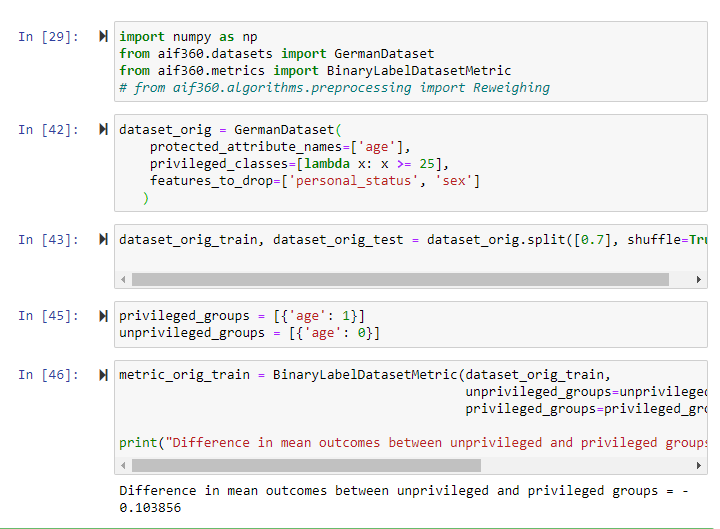 In [29]: import numpy as np
from aif360.datasets import GermanDataset
from aif360.metrics import BinaryLabelDatasetMetric
# from aif360.algorithms.preprocessing import Reweighing
In [42]: dataset_orig = GermanDataset(
protected_attribute_names=['age'],
privileged_classes=[lambda x: x >= 25],
features_to_drop=['personal_status', 'sex']
)
In [43]: dataset_orig_train, dataset_orig_test = dataset_orig.split([0.7], shuffle=Tru
In [45]: privileged_groups = [{'age': 1}]
unprivileged_groups = [{'age': 0}]
In [46]: metric_orig_train = BinaryLabelDatasetMetric(dataset_orig_train,
unprivileged_groups=unprivileged
privileged_groups=privileged_gro
print("Difference in mean outcomes between unprivileged and privileged groups
Difference in mean outcomes between unprivileged and privileged groups = -
0.103856